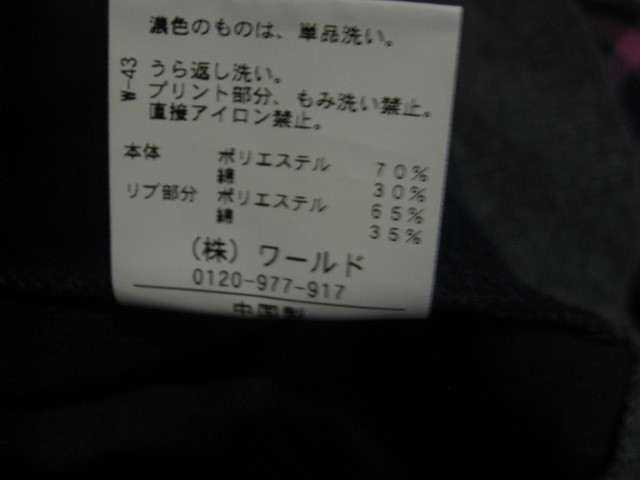 濃色のものは、単品洗い。
W-43
うら返し洗い。
プリント部分、もみ洗い禁止。
直接アイロン禁止。
本体 ポリエステル 70%
綿 30%
リブ部分 ポリエステル 65%
綿 35%
(株) ワールド
0120-977-917
中国製